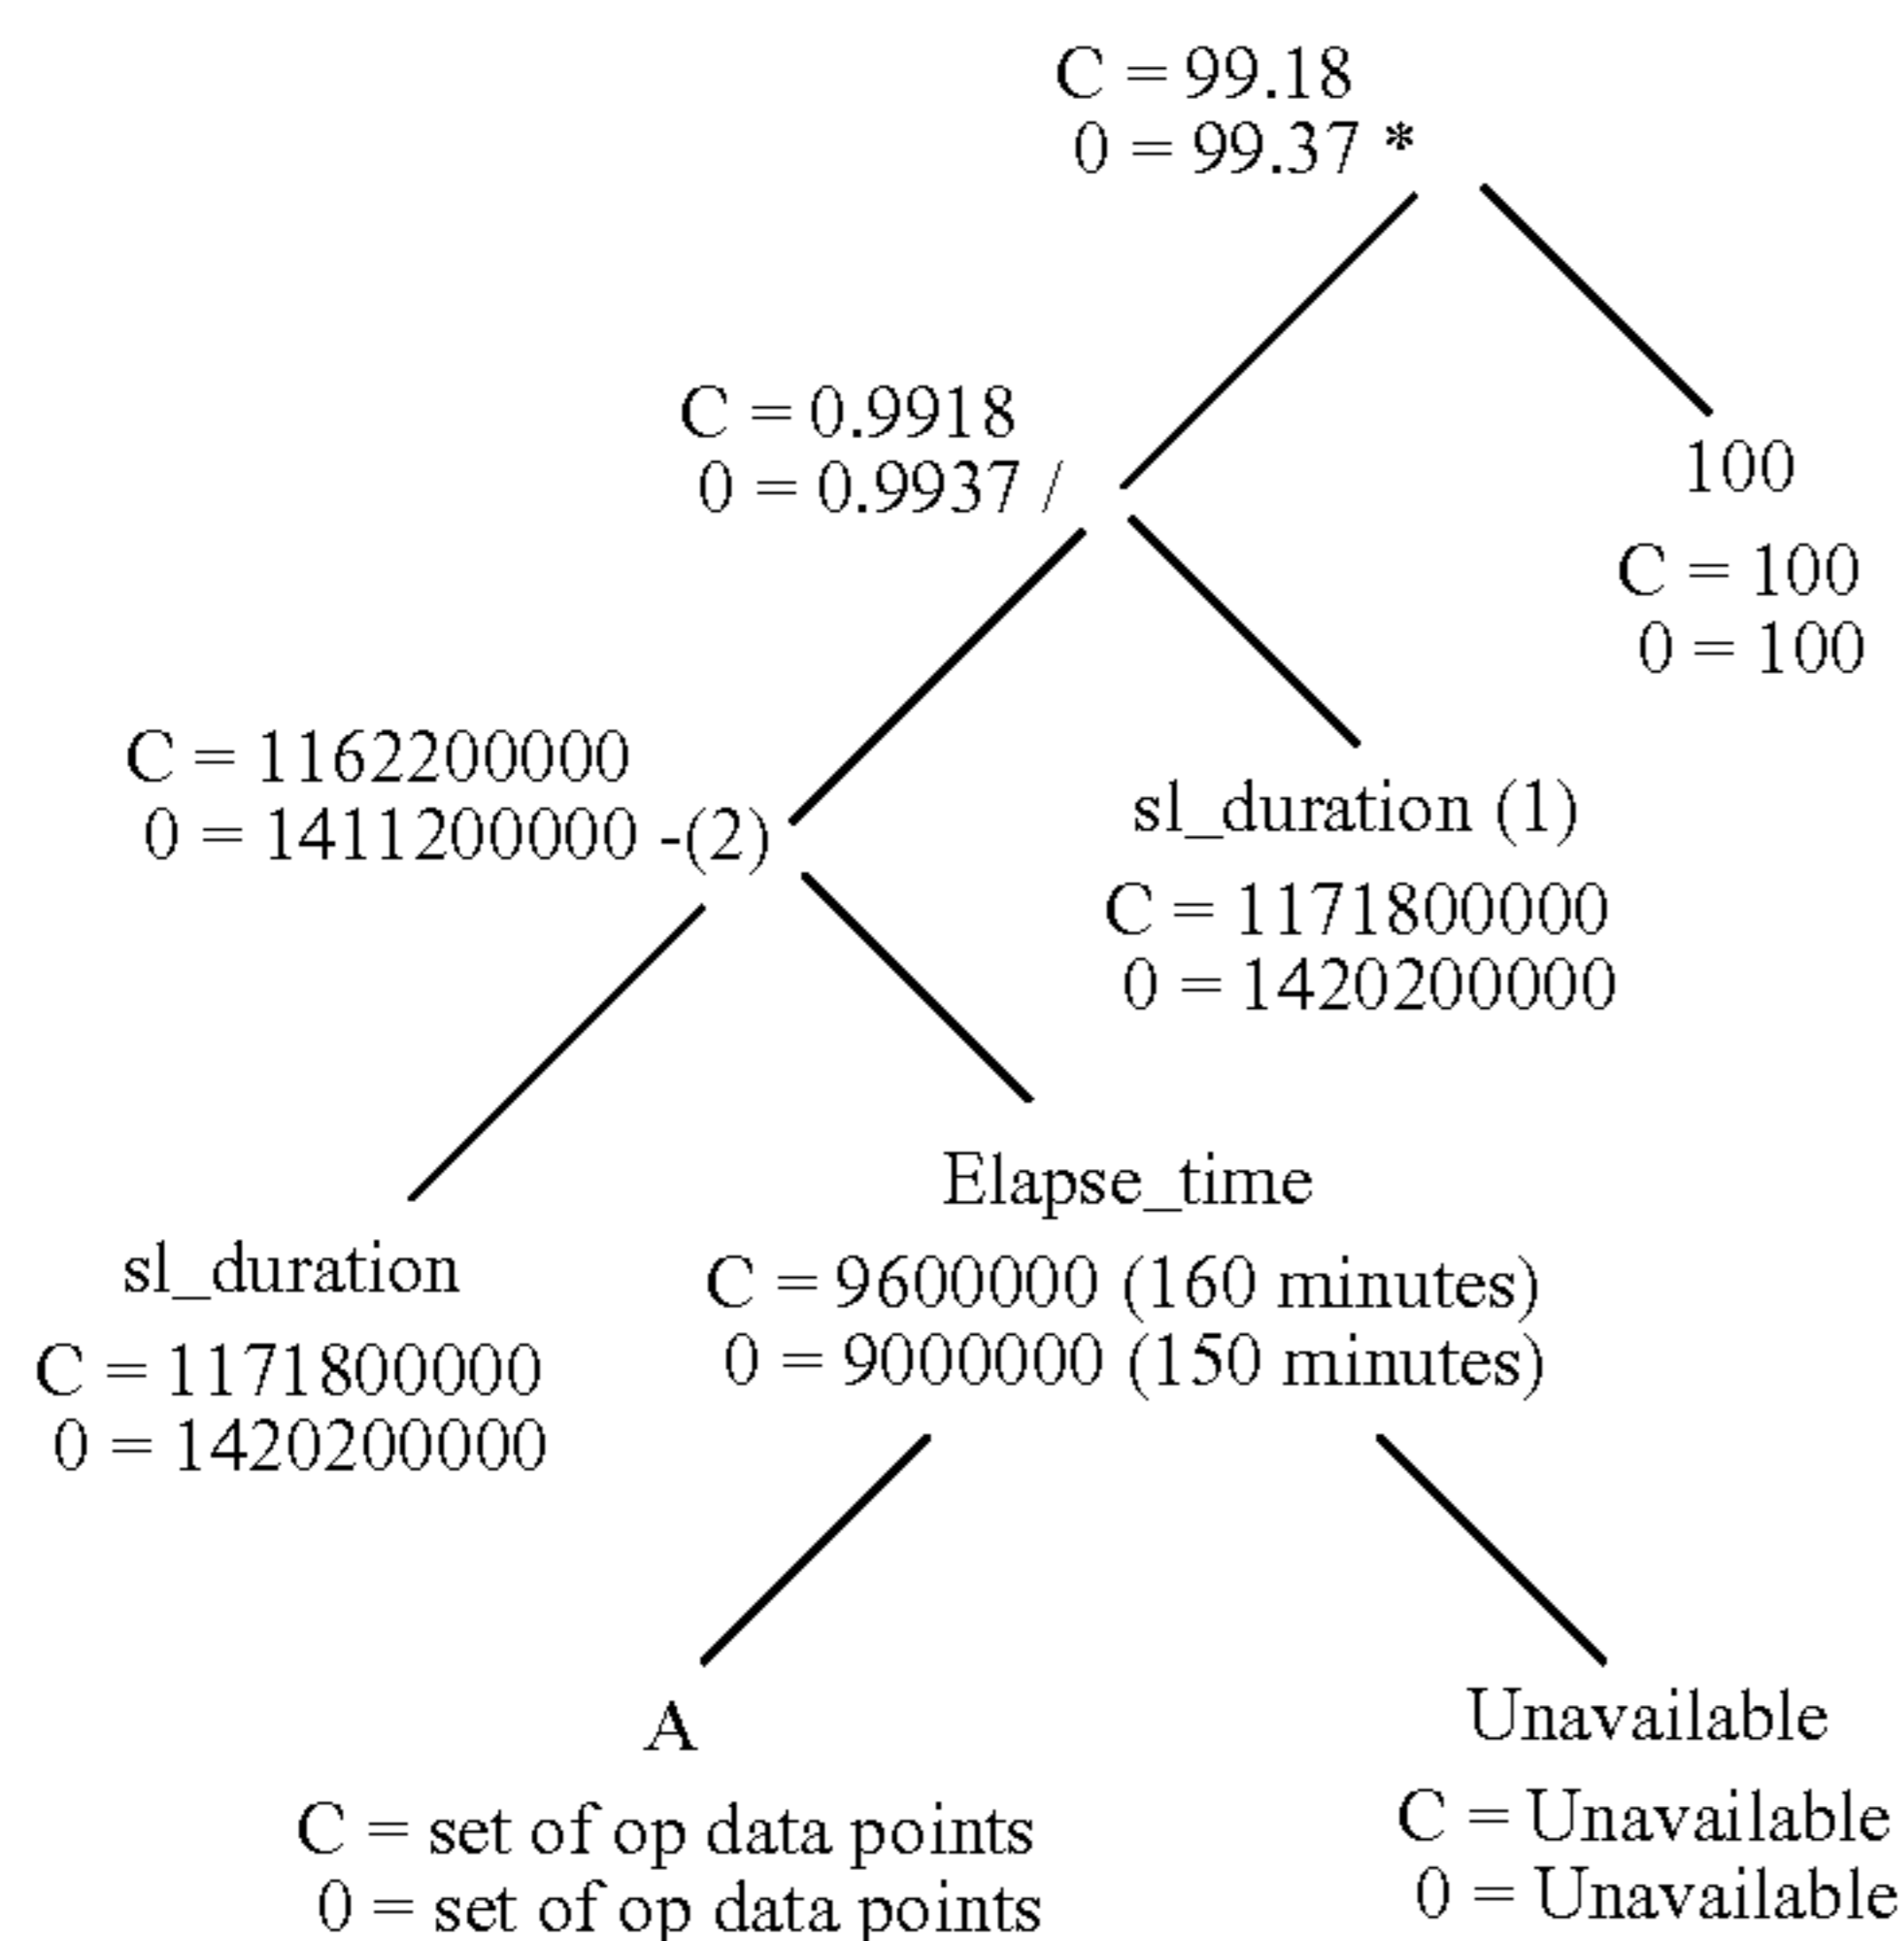 C = 99.18
0 = 99.37 *
C = 0.9918
0 = 0.9937 /
100
C = 100
0 = 100
C = 1162200000
0 = 1411200000 -(2)
sl_duration (1)
C = 1171800000
0 = 1420200000
Elapse_time
C = 9600000 (160 minutes)
0 = 9000000 (150 minutes)
sl_duration
C = 1171800000
0 = 1420200000
A
C = set of op data points
0 = set of op data points
Unavailable
C = Unavailable
0 = Unavailable